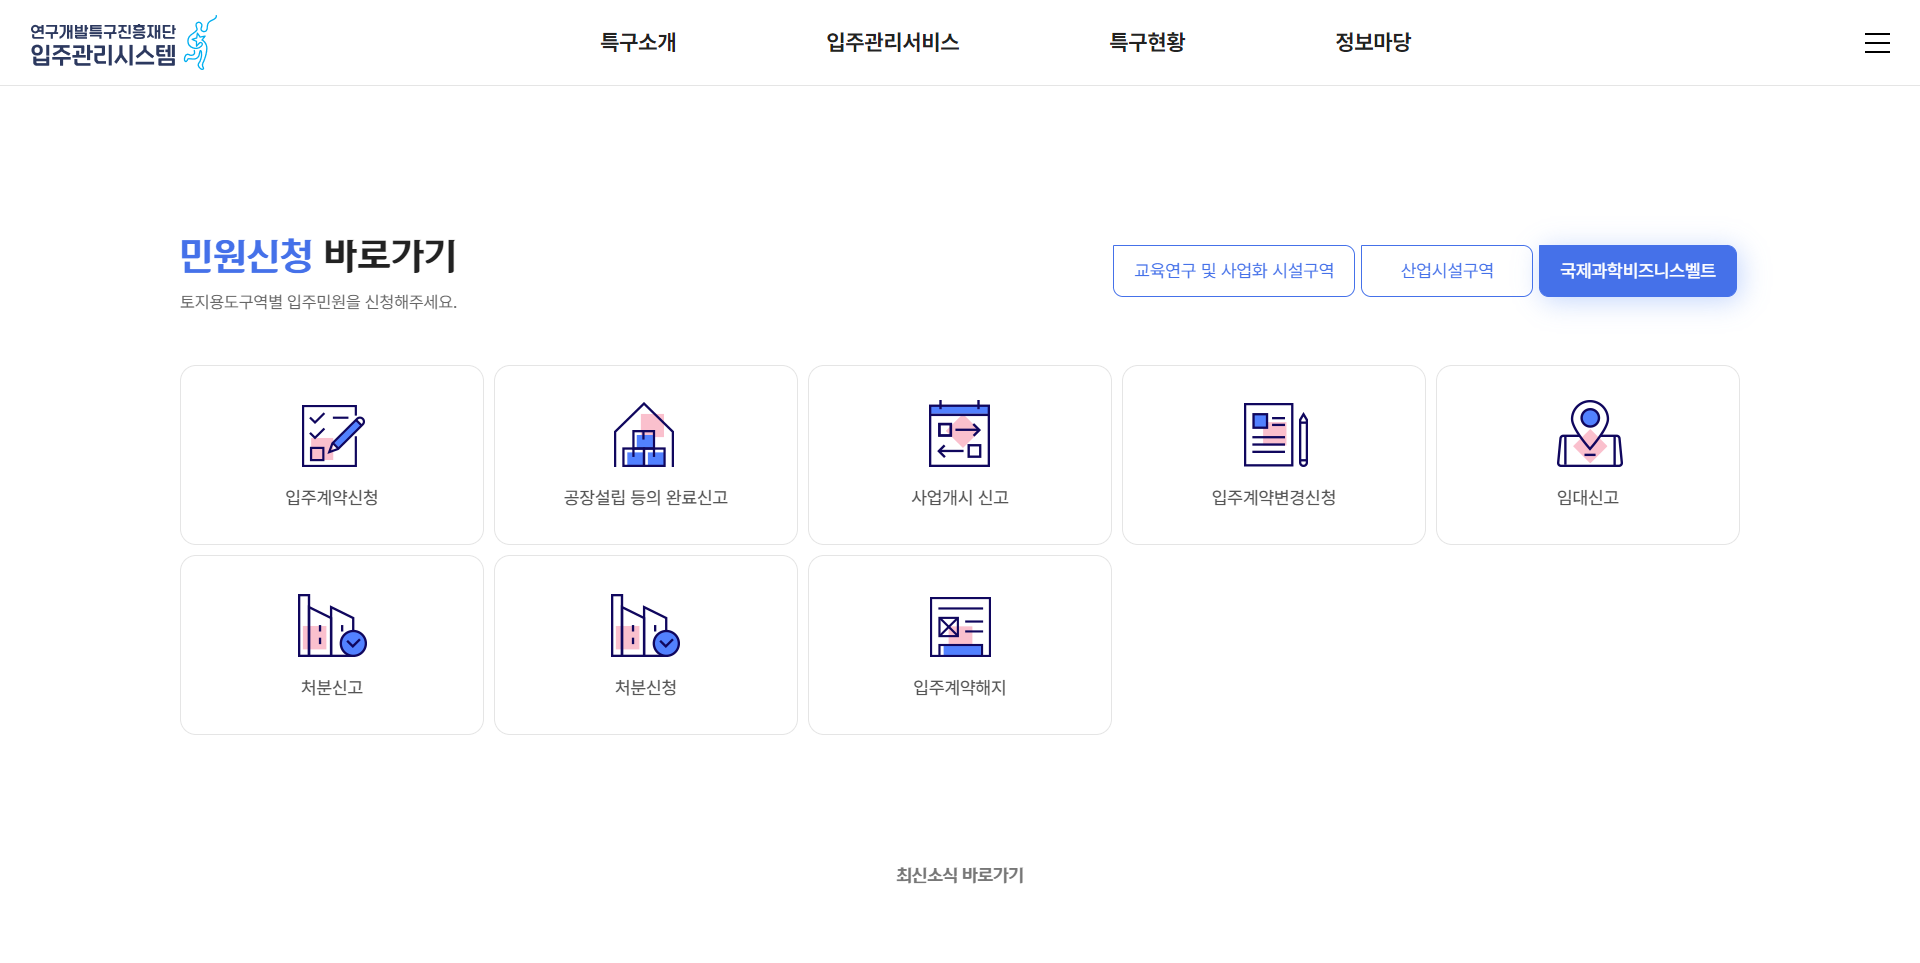 연구개발특구진흥재단
입주관리시스템
특구소개
입주관리서비스
특구현황
정보마당
민원신청 바로가기
토지용도구역별 입주민원을 신청해주세요.
교육연구 및 사업화 시설구역
산업시설구역
국제과학비즈니스벨트
입주계약신청
공장설립 등의 완료신고
사업개시 신고
입주계약변경신청
임대신고
처분신고
처분신청
입주계약해지
최신소식 바로가기